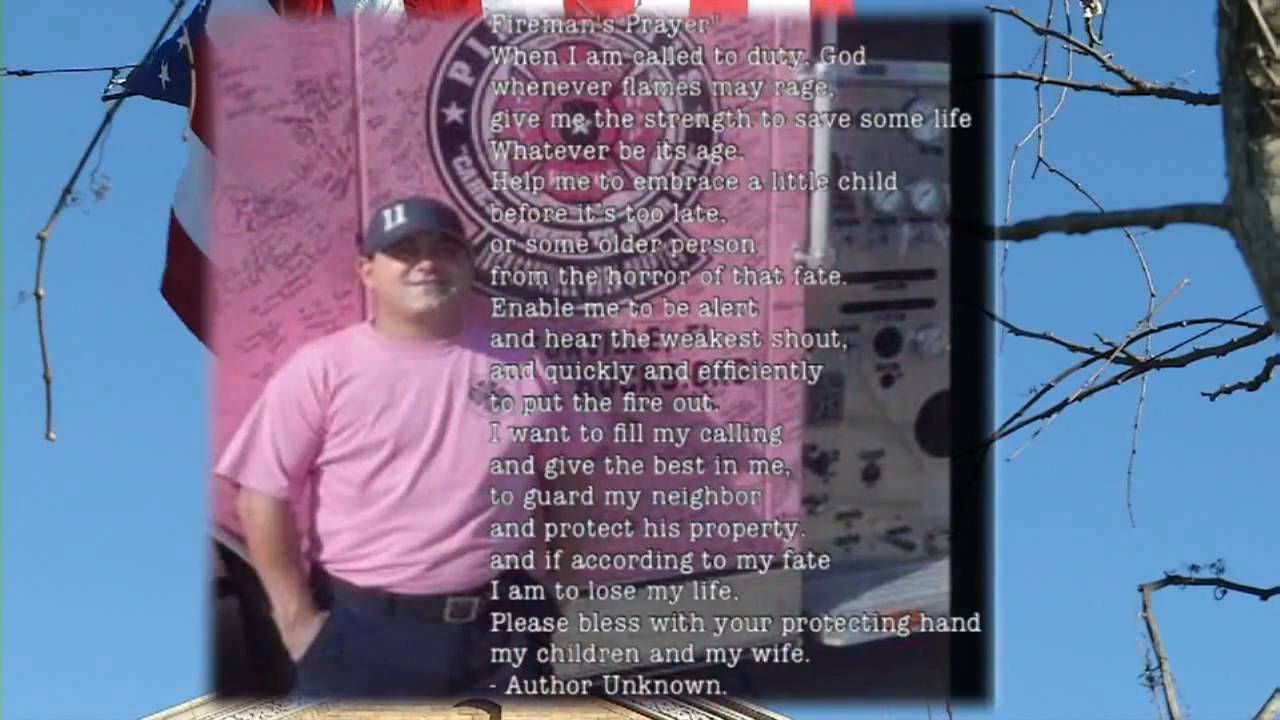 Fireman's Prayer"
When I am called to duty, God
whenever flames may rage,
give me the strength to save some life
Whatever be its age.
Help me to embrace a little child
before it"s too late.
or some older person
from the horror of that fate.
Enable me to be alert
and hear the weakest shout,
and quickly and efficiently
to put the fire out.
I want to fill my calling
and give the best in me,
to guard my neighbor
and protect his property.
and if according to my fate
I am to lose my life.
Please bless with your protecting hand
my children and my wife.
- Author Unknown.
11